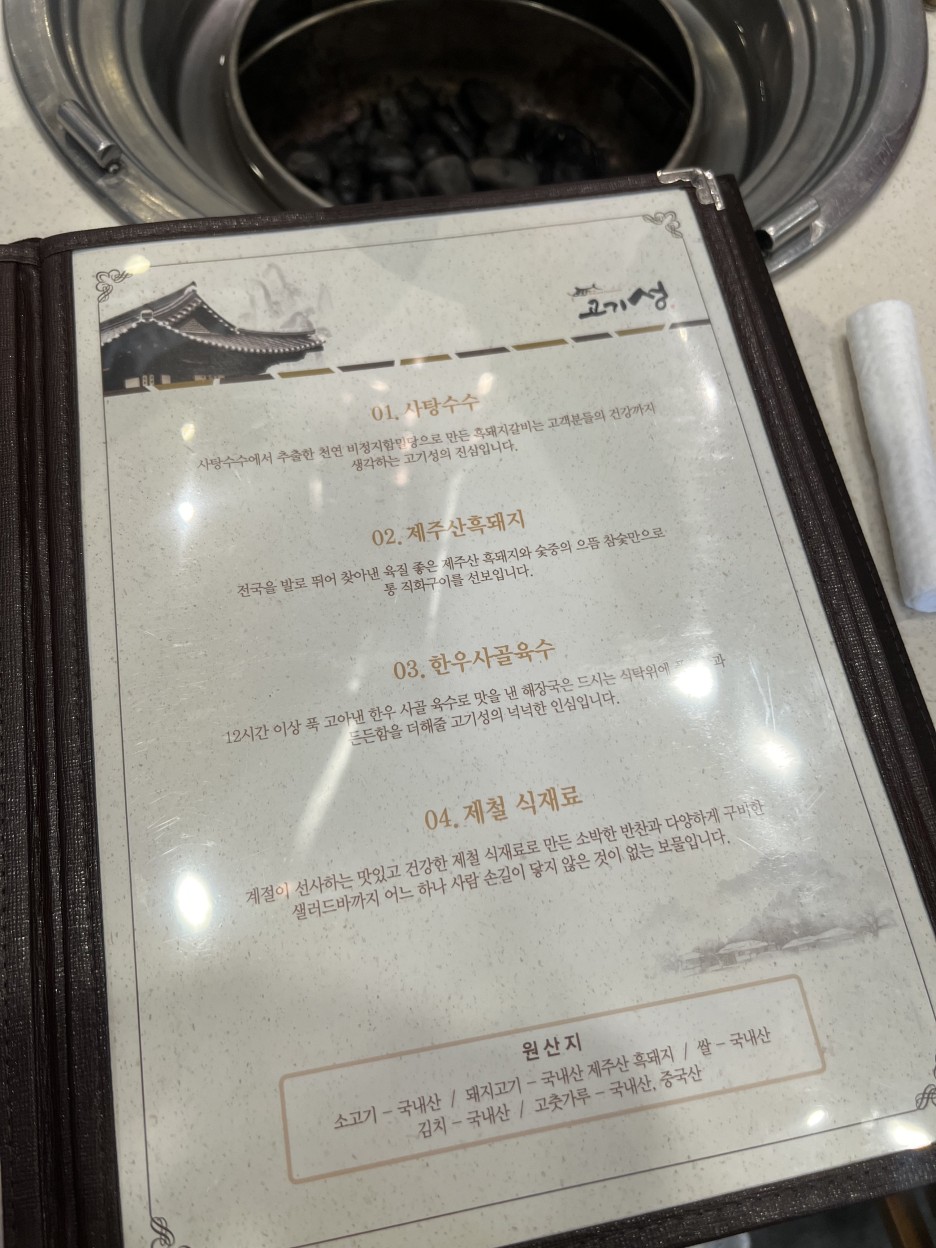 고기성
01. 사탕수수
사탕수수에서 추출한 천연 비정지함밀당으로 만든 흑돼지갈비는 고객분들의 건강까지
생각하는 고기성의 진심입니다.
02. 제주산흑돼지
전국을 발로 뛰어 찾아낸 육질 좋은 제주산 흑돼지와 숯중의 으뜸 참숯만으로
통 직화구이를 선보입니다.
03. 한우사골육수
12시간 이상 푹 고아낸 한우 사골 육수로 맛을 낸 해장국은 드시는 식탁위에 과
든든함을 더해줄 고기성의 넉넉한 인심입니다.
04. 제철 식재료
계절이 선사하는 맛있고 건강한 제철 식재료로 만든 소박한 반찬과 다양하게 구비한
샐러드바까지 어느 하나 사람 손길이 닿지 않은 것이 없는 보물입니다.
원산지
소고기 - 국내산 / 돼지고기 - 국내산 제주산 흑돼지 / 쌀 - 국내산
김치 - 국내산 / 고춧가루 - 국내산, 중국산